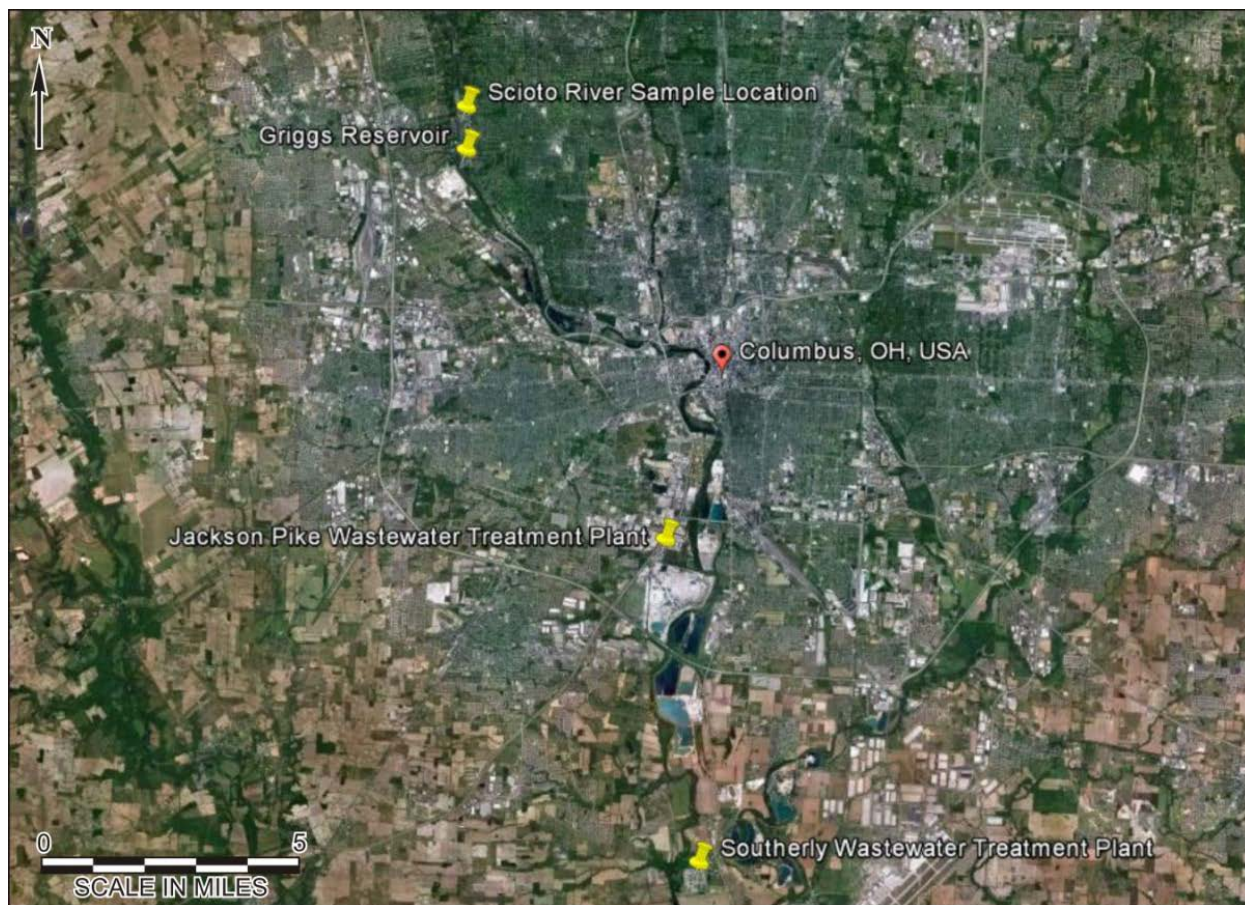 N
Scioto River Sample Location
Griggs Reservoir
Columbus, OH, USA
Jackson Pike Wastewater Treatment Plant
0 5
SCALE IN MILES
Southerly Wastewater Treatment Plant